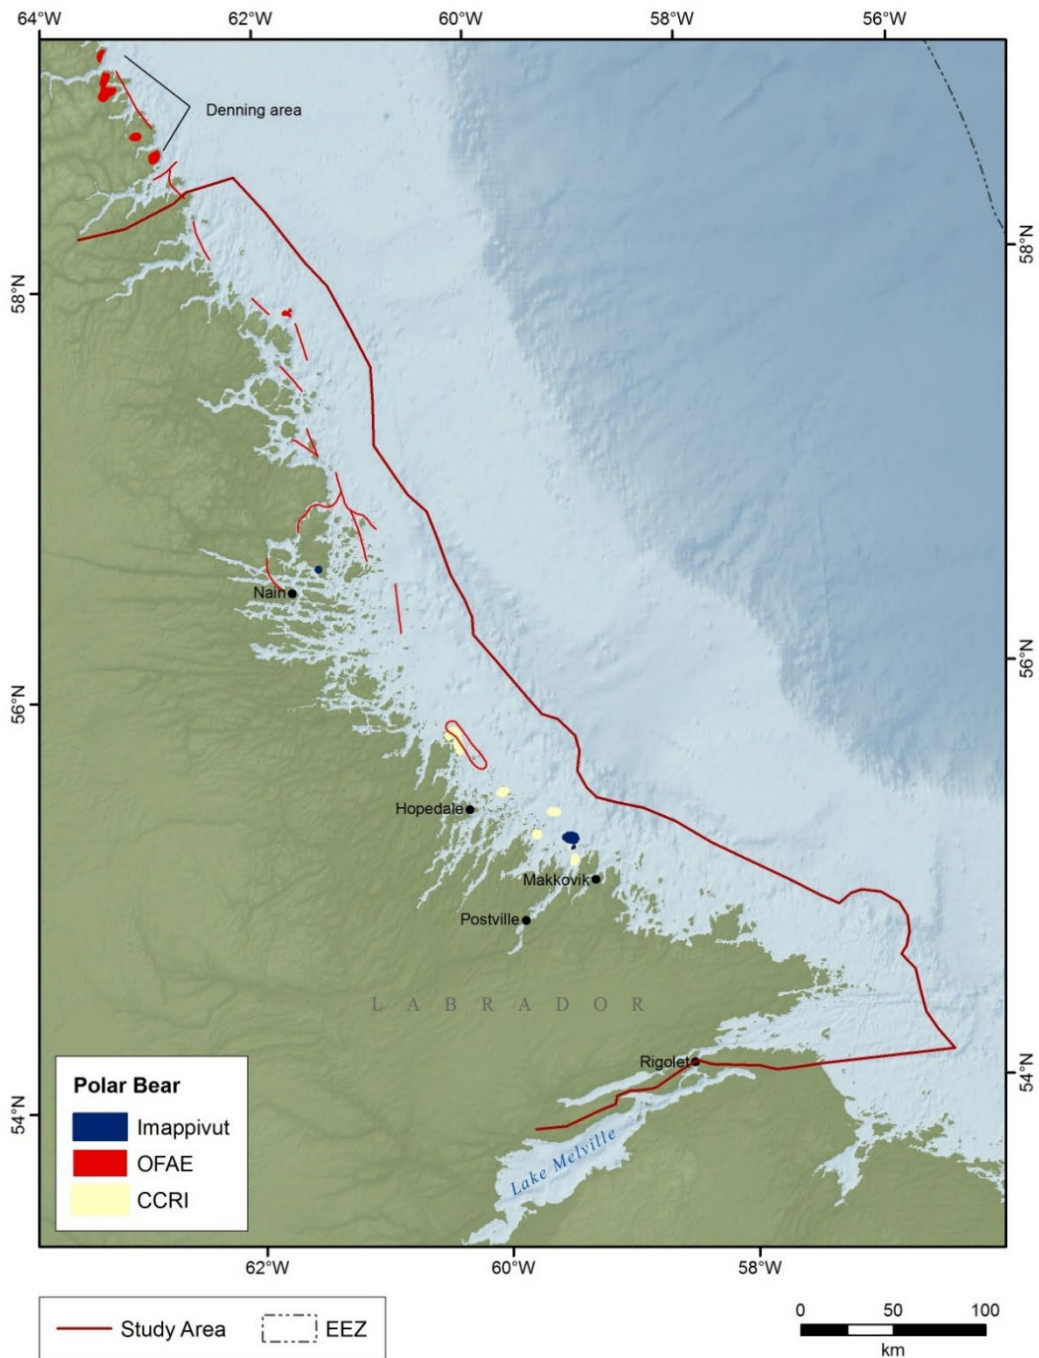 64°W 62°W 60°W 58°W 56°W
Denning area
58°N
58°N
Nain
56°N
56°N
Hopedale
Makkovik
Postville
LABRADOR
Rigolet
54°N
54°N
Lake Melville
Polar Bear
Imappivut
OFAE
CCRI
62°W 60°W 58°W
Study Area EEZ
0 50 100
km